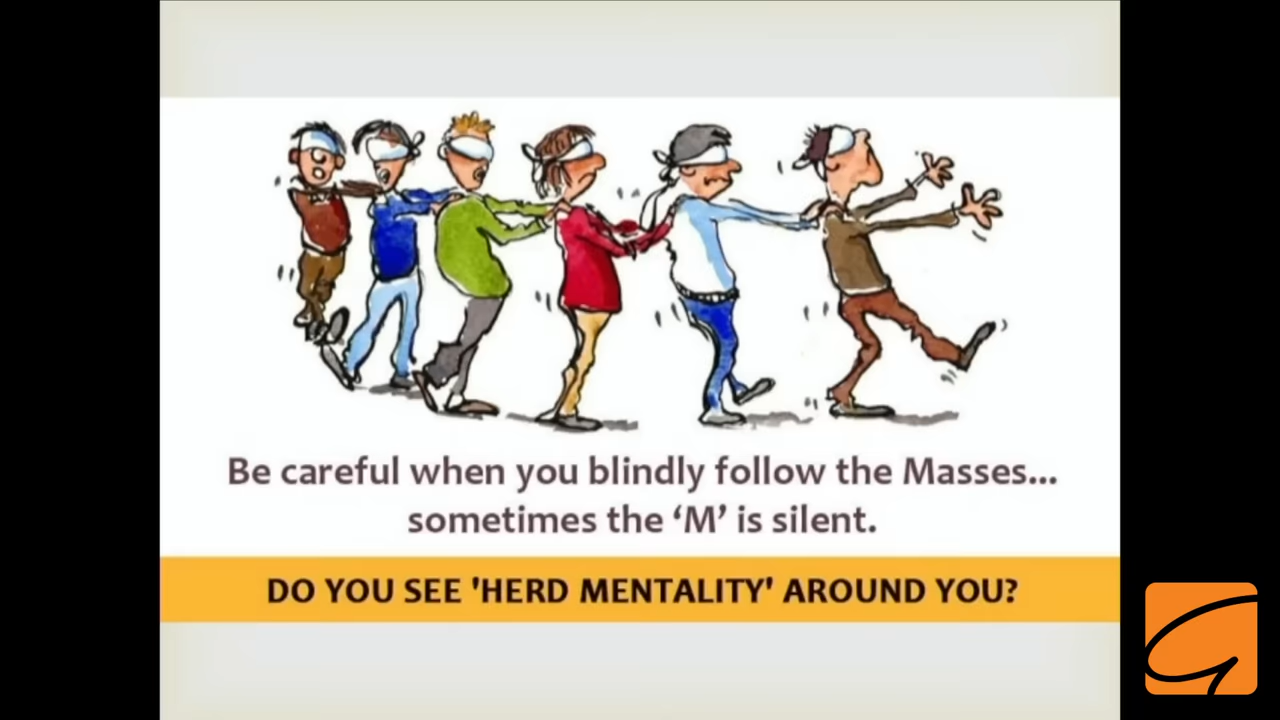 Be careful when you blindly follow the Masses...
sometimes the ‘M’ is silent.
DO YOU SEE 'HERD MENTALITY' AROUND YOU?